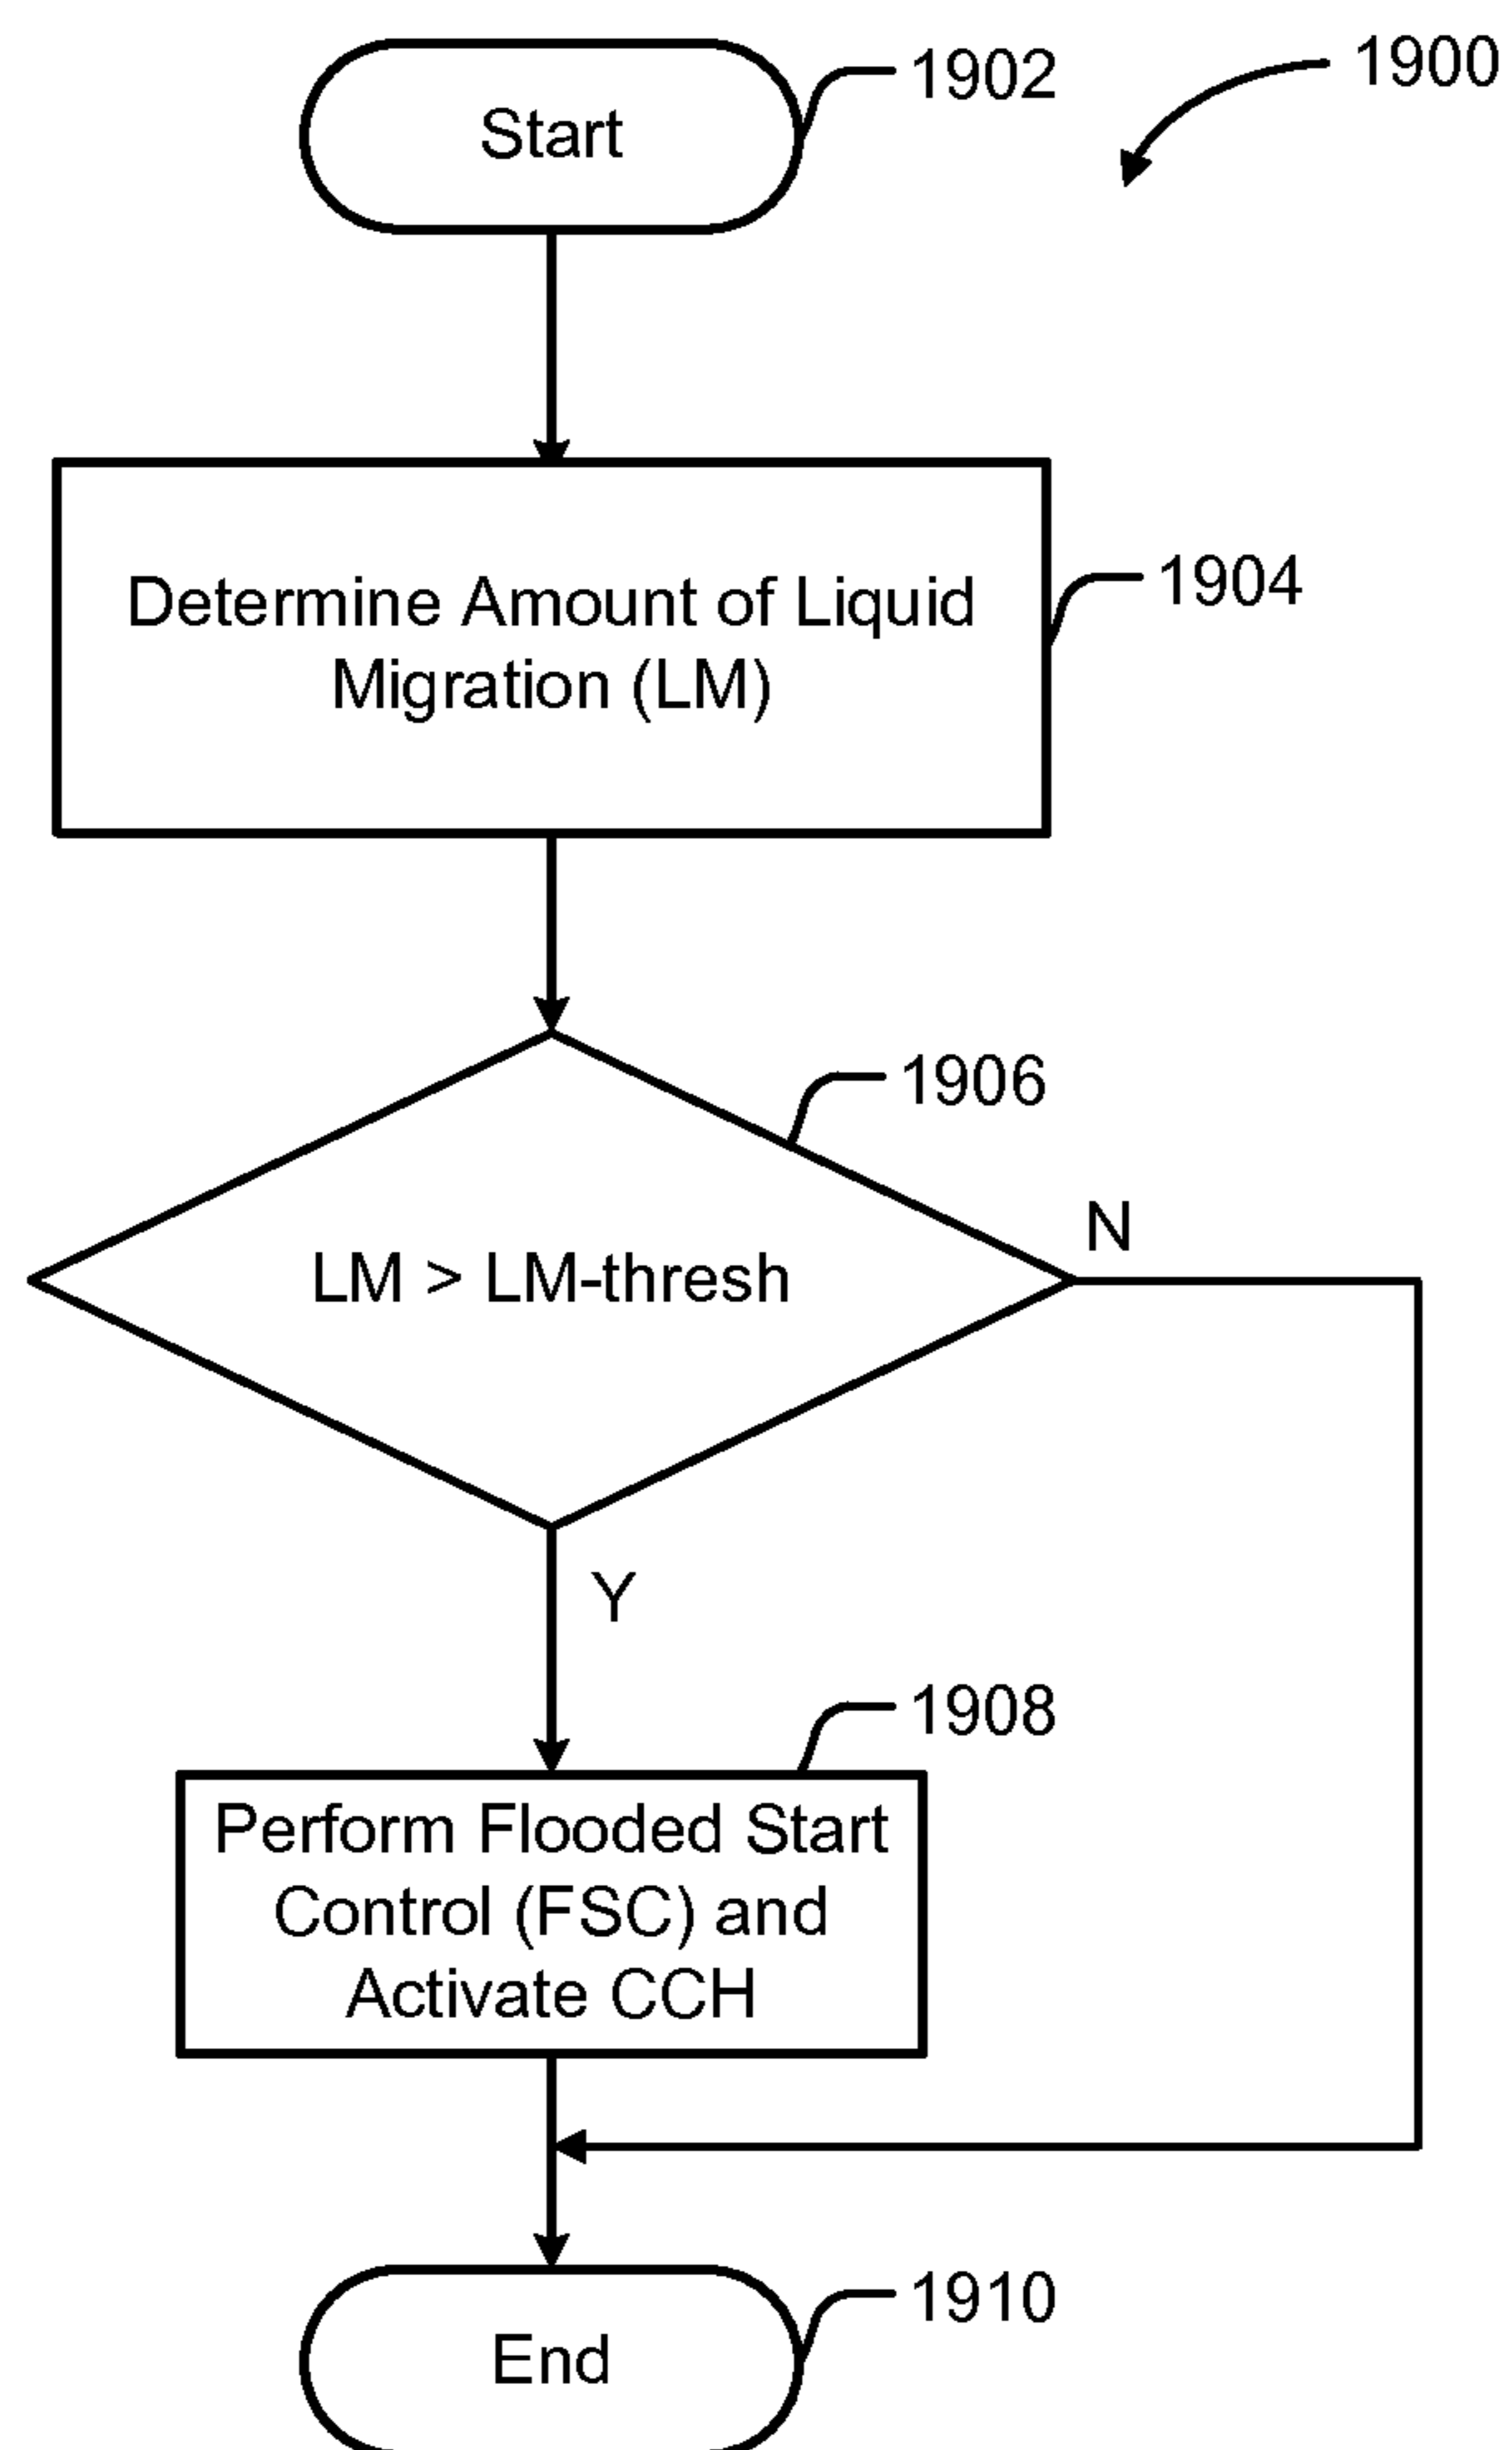 1900
Start
1902
Determine Amount of Liquid
Migration (LM)
1904
1906
LM > LM-thresh
N
Y
1908
Perform Flooded Start
Control (FSC) and
Activate CCH
End
1910